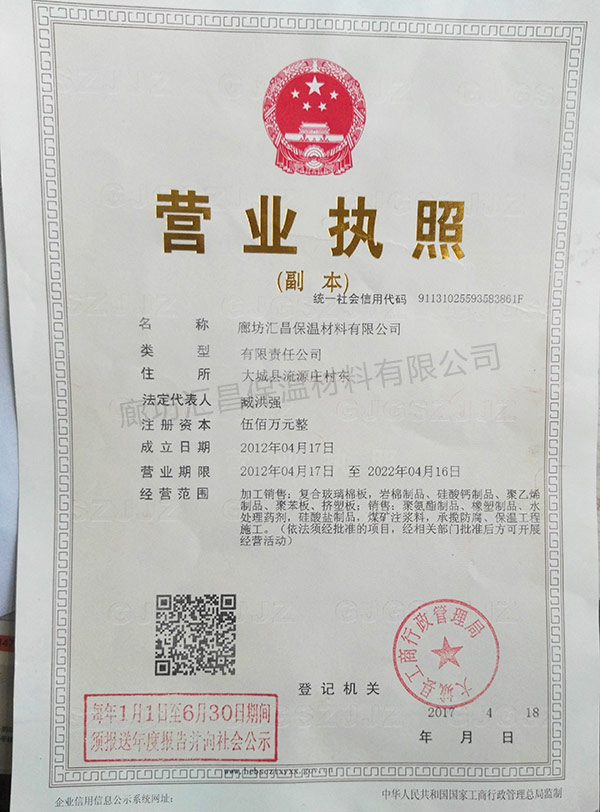 营业执照
(副 本)
统一社会信用代码 91131025593583861F
名 称 廊坊汇昌保温材料有限公司
类 型 有限责任公司
住 所 大城县流源庄村东
法定代表人 臧洪强
注册资本 伍佰万元整
成立日期 2012年04月17日
营业期限 2012年04月17日 至 2022年04月16日
经营范围 加工销售：复合玻璃棉板，岩棉制品、硅酸钙制品、聚乙烯
制品、聚苯板、挤塑板；销售：聚氨酯制品、橡塑制品、水
处理药剂，硅酸盐制品，煤矿注浆料，承揽防腐、保温工程
施工。（依法须经批准的项目，经相关部门批准后方可开展
经营活动）
廊坊汇昌保温材料有限公司
大城县工商行政管理局
登记机关
2017 4 18
年 月 日
每年1月1日至6月30日期间
须报送年度报告并向社会公示
企业信用信息公示系统网址：
中华人民共和国国家工商行政管理总局监制